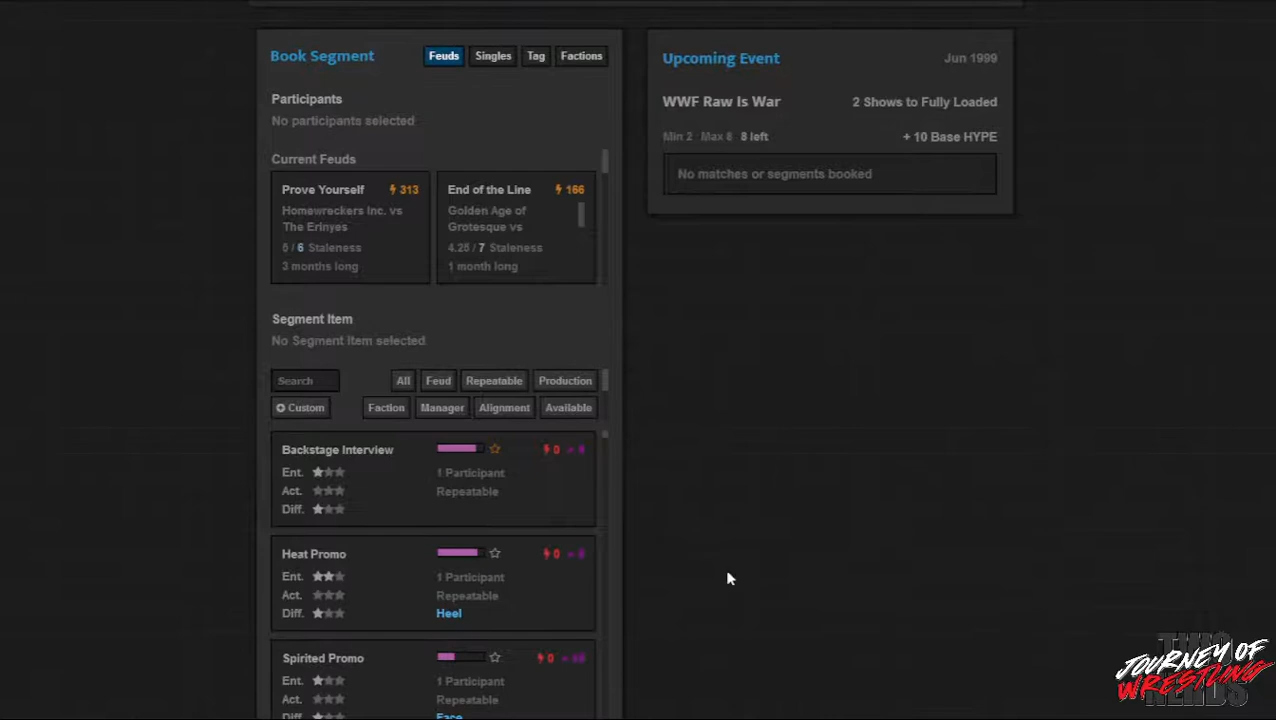 Book Segment
Feuds
Singles
Tag
Factions
Participants
No participants selected
Current Feuds
Prove Yourself
313
Homewreckers Inc. vs
The Erinyes
5 / 6 Staleness
3 months long
End of the Line
166
Golden Age of
Grotesque vs
4.25 / 7 Staleness
1 month long
Segment Item
No Segment Item selected
Search
All
Feud
Repeatable
Production
Custom
Faction
Manager
Alignment
Available
Backstage Interview
0
Ent.
1 Participant
Act.
Repeatable
Diff.
Heat Promo
0
Ent.
1 Participant
Act.
Repeatable
Diff.
Heel
Spirited Promo
0
Ent.
1 Participant
Act.
Repeatable
Diff.
Face
Upcoming Event
Jun 1999
WWF Raw Is War
2 Shows to Fully Loaded
Min 2 Max 8 8 left
+ 10 Base HYPE
No matches or segments booked
JOURNEY OF
WRESTLING